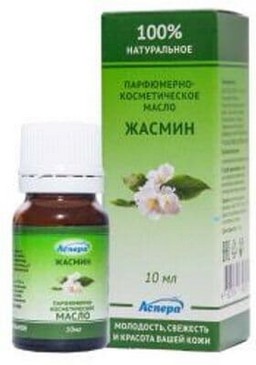 100%
НАТУРАЛЬНОЕ
ПАРФЮМЕРНО-
КОСМЕТИЧЕСКОЕ
МАСЛО
ЖАСМИН
10 мл
Аспера
МОЛОДОСТЬ, СВЕЖЕСТЬ
И КРАСОТА ВАШЕЙ КОЖИ
Аспера
ЖАСМИН
ПАРФЮМЕРНО-
КОСМЕТИЧЕСКОЕ
МАСЛО
10мл